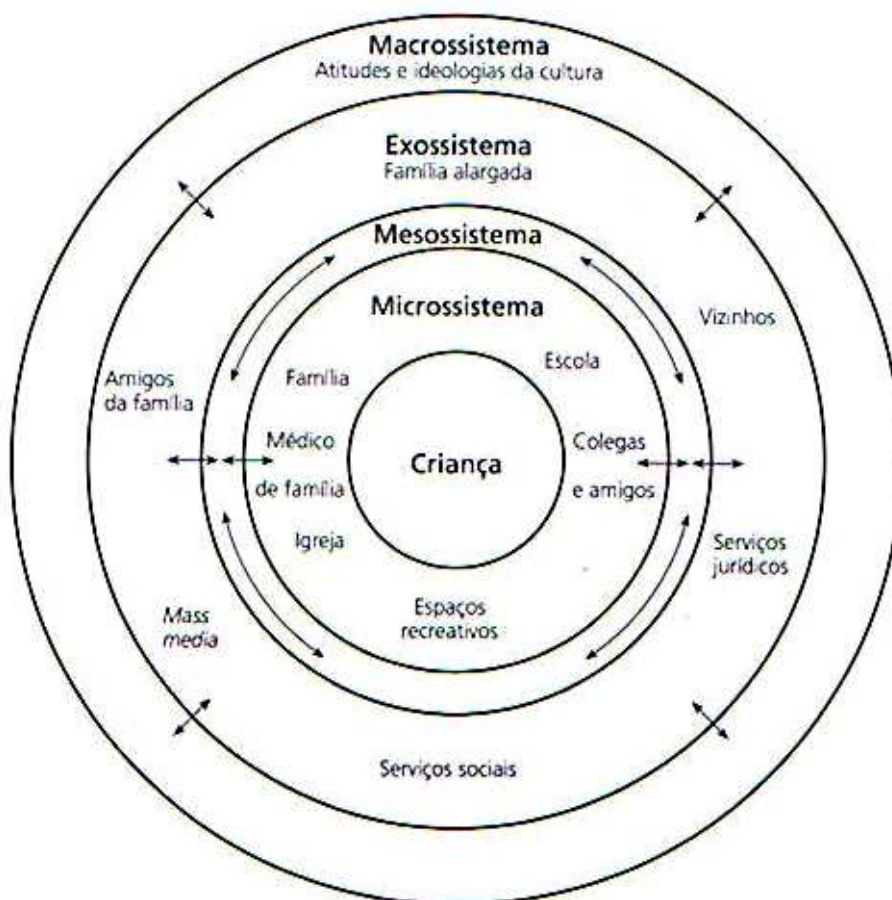 Macrossistema
Atitudes e ideologias da cultura
Exossistema
Família alargada
Mesossistema
Microssistema
Vizinhos
Escola
Família
Amigos
da família
Médico
de família
Criança
Colegas
e amigos
Igreja
Serviços
jurídicos
Espaços
recreativos
Mass
media
Serviços sociais